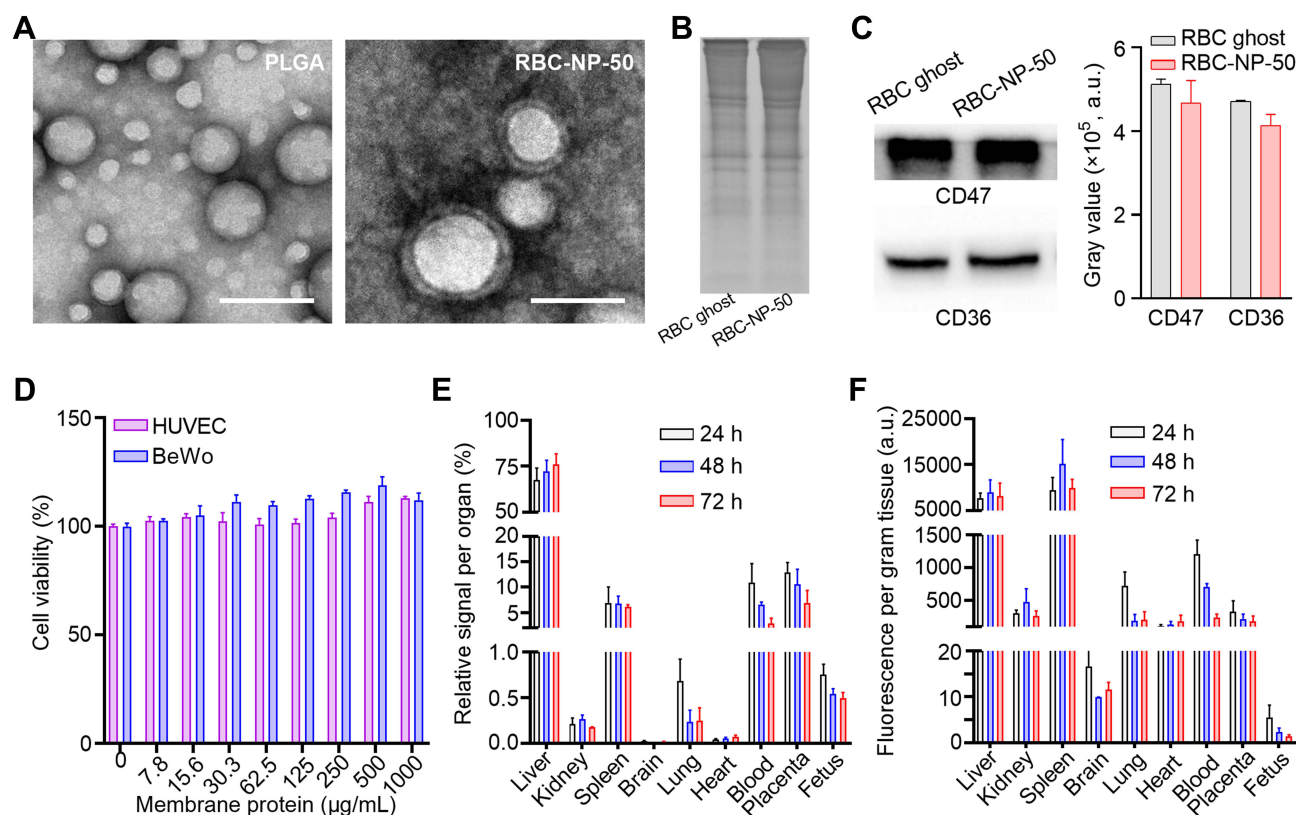 A
PLGA
RBC-NP-50
B
RBC ghost
RBC-NP-50
C
RBC ghost
RBC-NP-50
CD47
CD36
RBC ghost
RBC-NP-50
Gray value (×10⁵, a.u.)
6
4
2
0
CD47
CD36
D
HUVEC
BeWo
Cell viability (%)
150
100
50
0
0
7.8
15.6
30.3
62.5
125
250
500
1000
Membrane protein (µg/mL)
E
24 h
48 h
72 h
Relative signal per organ (%)
100
75
50
20
15
10
5
1.0
0.5
0.0
Liver
Kidney
Spleen
Brain
Lung
Heart
Blood
Placenta
Fetus
F
24 h
48 h
72 h
Fluorescence per gram tissue (a.u.)
25000
15000
5000
1500
1000
500
20
10
0
Liver
Kidney
Spleen
Brain
Lung
Heart
Blood
Placenta
Fetus